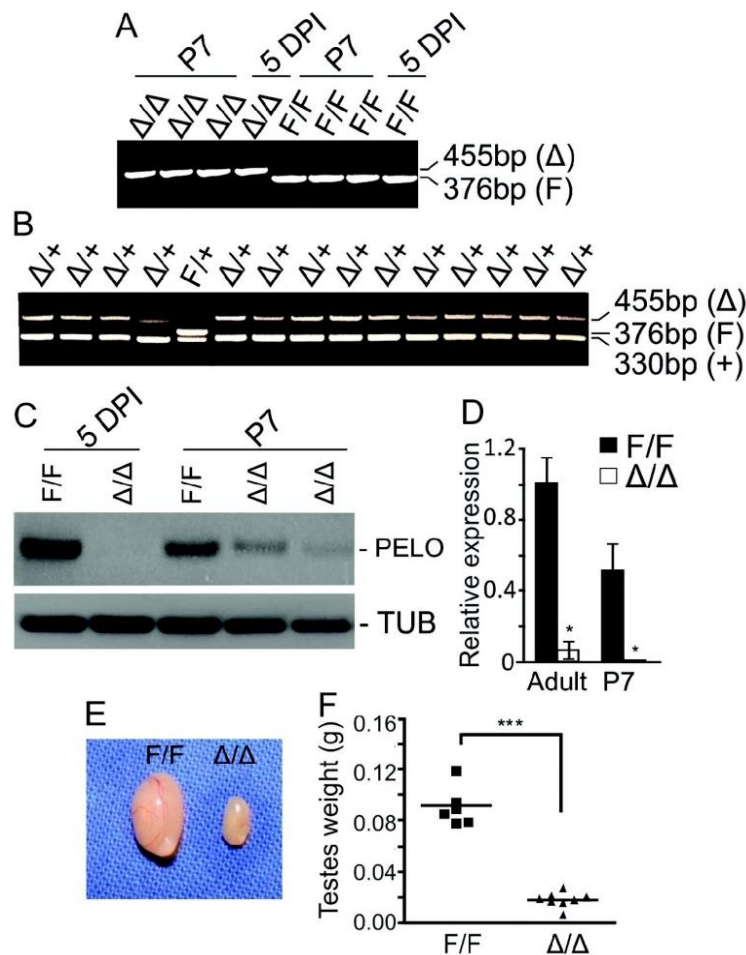 A
P7 5 DPI P7 5 DPI
Δ/Δ Δ/Δ Δ/Δ Δ/Δ F/F F/F F/F F/F
455bp (Δ)
376bp (F)
B
Δ/+ Δ/+ Δ/+ Δ/+ F/+ Δ/+ Δ/+ Δ/+ Δ/+ Δ/+ Δ/+ Δ/+ Δ/+ Δ/+ Δ/+
455bp (Δ)
376bp (F)
330bp (+)
C
5 DPI P7
F/F Δ/Δ F/F Δ/Δ Δ/Δ
- PELO
- TUB
D
Relative expression
1.2
0.8
0.4
0
F/F
Δ/Δ
* *
Adult P7
E
F/F Δ/Δ
F
Testes weight (g)
0.16
0.12
0.08
0.04
0.00
***
F/F Δ/Δ